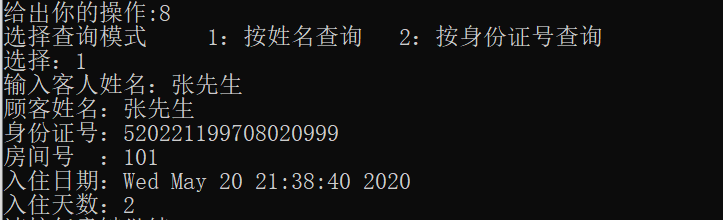 给出你的操作:8
选择查询模式     1：按姓名查询   2：按身份证号查询
选择：1
输入客人姓名：张先生
顾客姓名：张先生
身份证号：520221199708020999
房间号  ：101
入住日期：Wed May 20 21:38:40 2020
入住天数：2